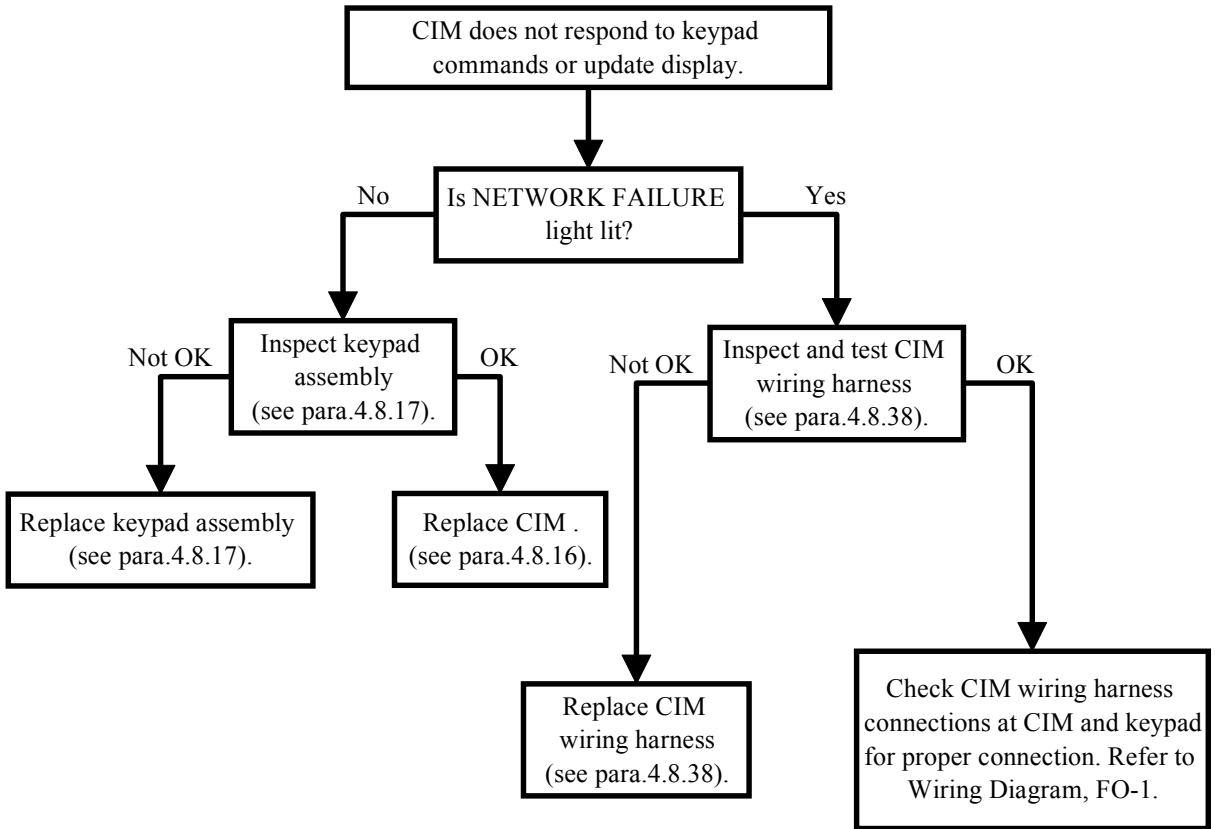 CIM does not respond to keypad
commands or update display.
Is NETWORK FAILURE
light lit?
No
Yes
Inspect keypad
assembly
(see para.4.8.17).
Not OK
OK
Inspect and test CIM
wiring harness
(see para.4.8.38).
Not OK
OK
Replace keypad assembly
(see para.4.8.17).
Replace CIM .
(see para.4.8.16).
Replace CIM
wiring harness
(see para.4.8.38).
Check CIM wiring harness
connections at CIM and keypad
for proper connection. Refer to
Wiring Diagram, FO-1.